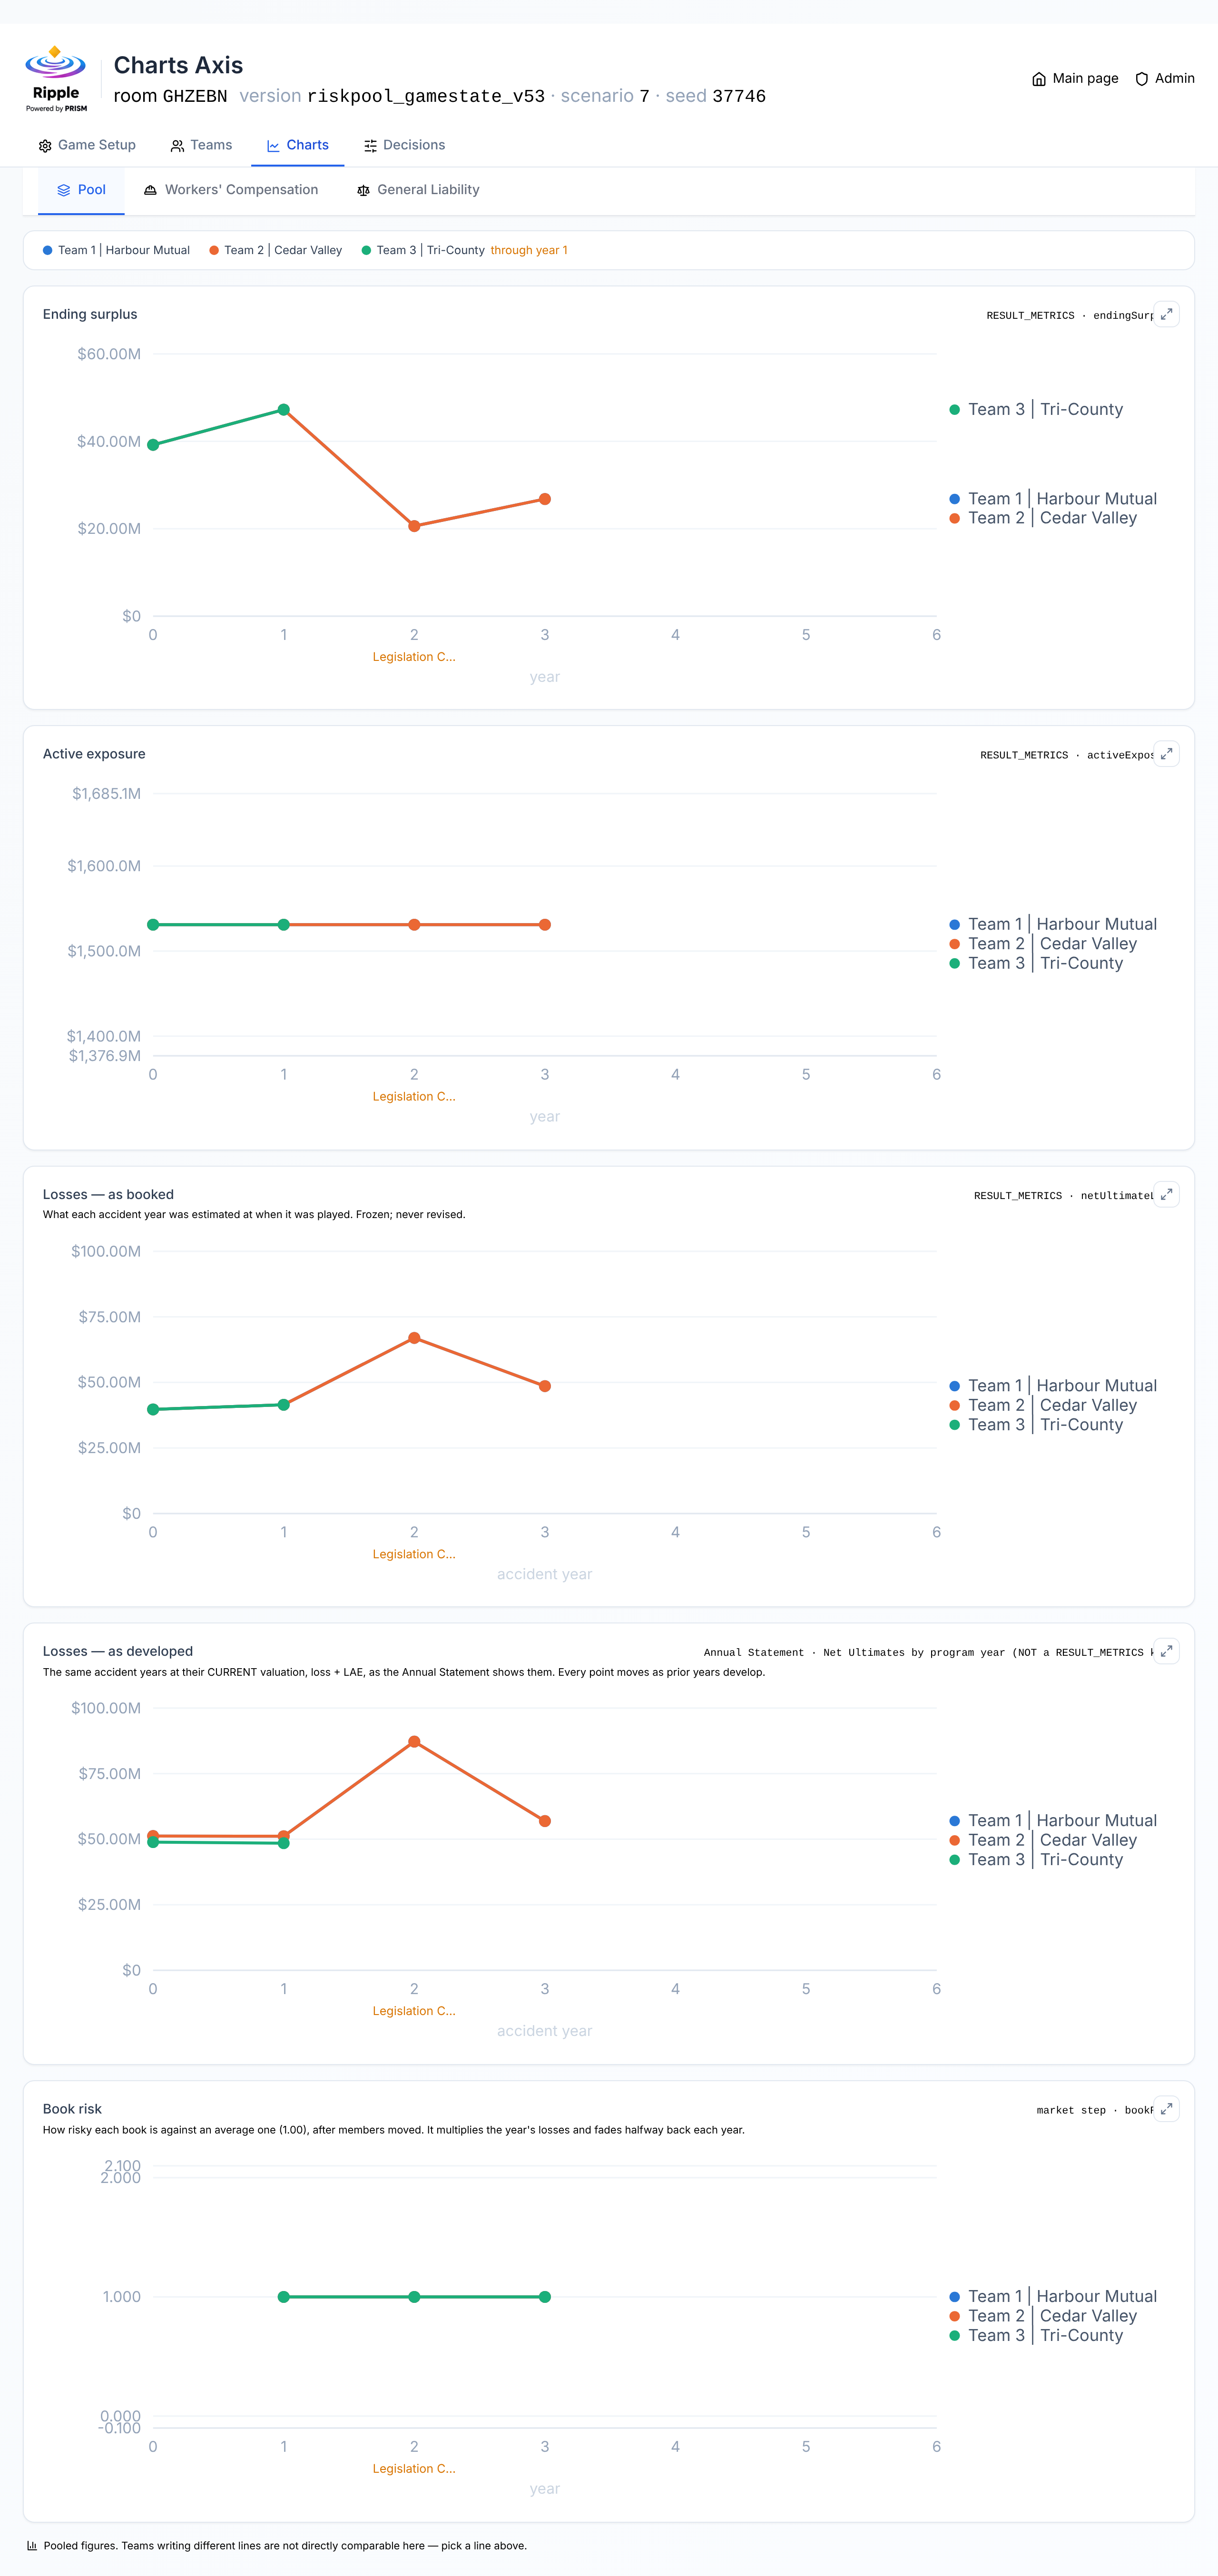 Ripple
Powered by PRISM
Charts Axis
room GHZEBN version riskpool_gamestate_v53 · scenario 7 · seed 37746
Main page
Admin
Game Setup
Teams
Charts
Decisions
Pool
Workers' Compensation
General Liability
Team 1 | Harbour Mutual
Team 2 | Cedar Valley
Team 3 | Tri-County through year 1
Ending surplus
RESULT_METRICS · endingSurp
$60.00M
$40.00M
$20.00M
$0
0 1 2 3 4 5 6
Legislation C...
year
Team 3 | Tri-County
Team 1 | Harbour Mutual
Team 2 | Cedar Valley
Active exposure
RESULT_METRICS · activeExpos
$1,685.1M
$1,600.0M
$1,500.0M
$1,400.0M
$1,376.9M
0 1 2 3 4 5 6
Legislation C...
year
Team 1 | Harbour Mutual
Team 2 | Cedar Valley
Team 3 | Tri-County
Losses — as booked
RESULT_METRICS · netUltimateL
What each accident year was estimated at when it was played. Frozen; never revised.
$100.00M
$75.00M
$50.00M
$25.00M
$0
0 1 2 3 4 5 6
Legislation C...
accident year
Team 1 | Harbour Mutual
Team 2 | Cedar Valley
Team 3 | Tri-County
Losses — as developed
Annual Statement · Net Ultimates by program year (NOT a RESULT_METRICS k
The same accident years at their CURRENT valuation, loss + LAE, as the Annual Statement shows them. Every point moves as prior years develop.
$100.00M
$75.00M
$50.00M
$25.00M
$0
0 1 2 3 4 5 6
Legislation C...
accident year
Team 1 | Harbour Mutual
Team 2 | Cedar Valley
Team 3 | Tri-County
Book risk
market step · bookR
How risky each book is against an average one (1.00), after members moved. It multiplies the year's losses and fades halfway back each year.
2.100
2.000
1.000
0.000
-0.100
0 1 2 3 4 5 6
Legislation C...
year
Team 1 | Harbour Mutual
Team 2 | Cedar Valley
Team 3 | Tri-County
Pooled figures. Teams writing different lines are not directly comparable here — pick a line above.